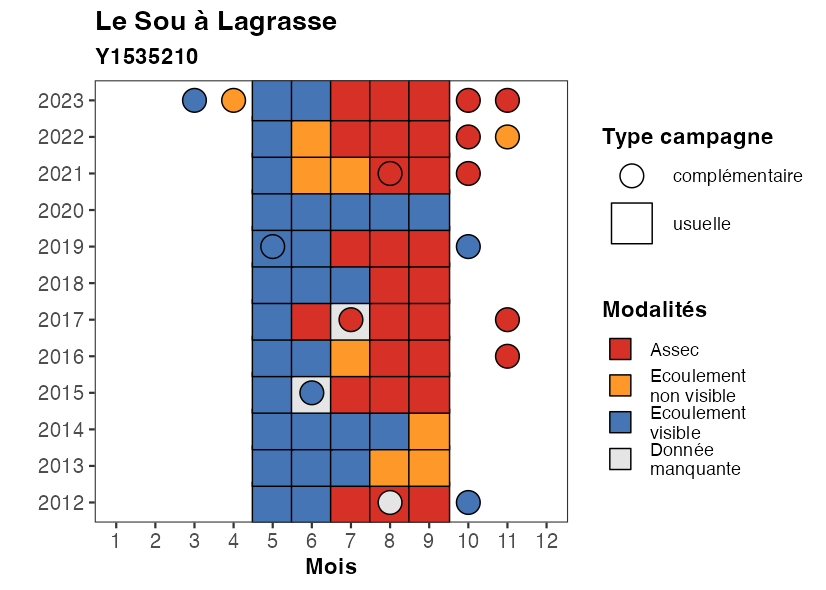 Le Sou à Lagrasse
Y1535210
2023
2022
2021
2020
2019
2018
2017
2016
2015
2014
2013
2012
1 2 3 4 5 6 7 8 9 10 11 12
Mois
Type campagne
complémentaire
usuelle
Modalités
Assec
Ecoulement
non visible
Ecoulement
visible
Donnée
manquante